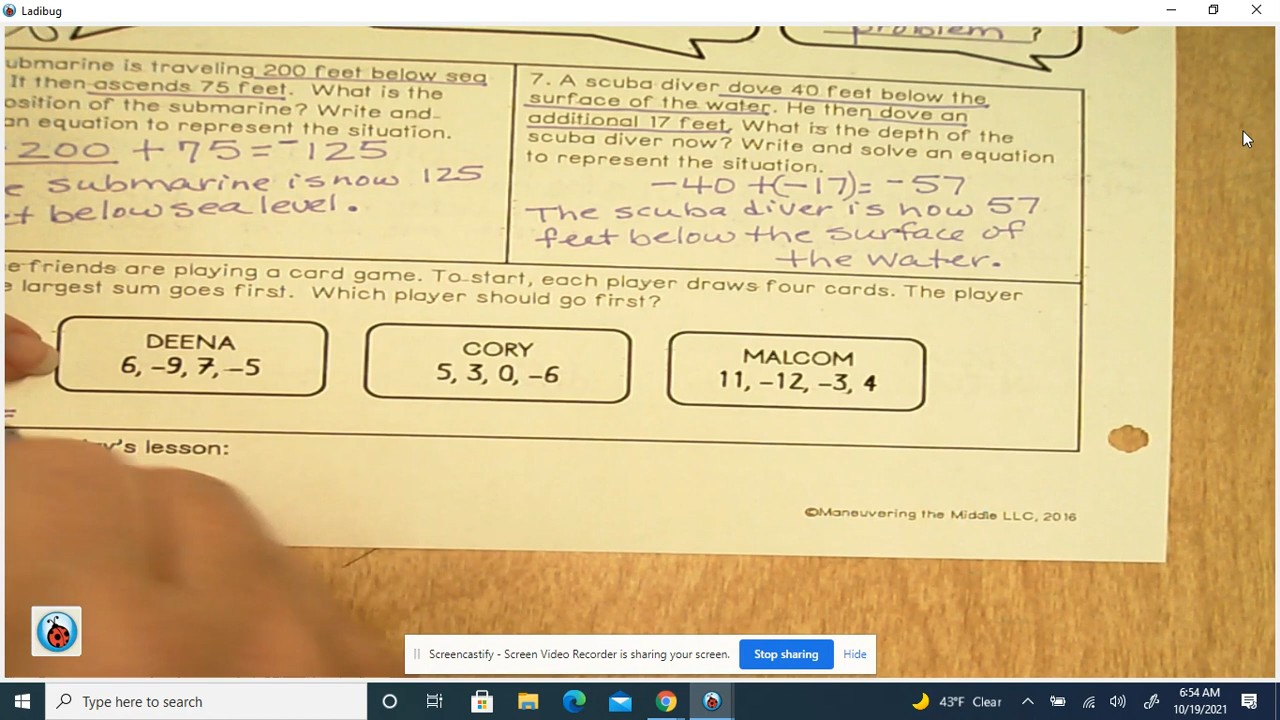 Ladibug
problem ?
ubmarine is traveling 200 feet below sea
It then ascends 75 feet. What is the
osition of the submarine? Write and
an equation to represent the situation.
200 + 75 = -125
e submarine is now 125
et below sea level.
7. A scuba diver dove 40 feet below the
surface of the water. He then dove an
additional 17 feet. What is the depth of the
scuba diver now? Write and solve an equation
to represent the situation.
-40 + (-17) = -57
The scuba diver is now 57
feet below the surface of
the water.
e friends are playing a card game. To start, each player draws four cards. The player
e largest sum goes first. Which player should go first?
DEENA
6, -9, 7, -5
CORY
5, 3, 0, -6
MALCOM
11, -12, -3, 4
=
y's lesson:
©Maneuvering the Middle LLC, 2016
Screencastify - Screen Video Recorder is sharing your screen. Stop sharing Hide
Type here to search
43°F Clear
6:54 AM
10/19/2021